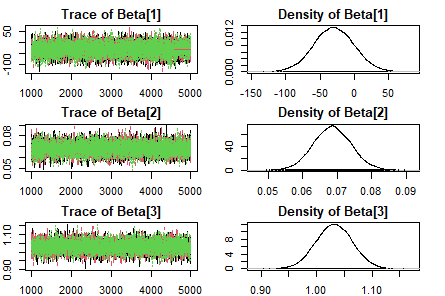 Trace of Beta[1]
Density of Beta[1]
50
-100
0.012
0.000
1000 2000 3000 4000 5000
-150 -100 -50 0 50
Trace of Beta[2]
Density of Beta[2]
0.08
0.05
40
0
1000 2000 3000 4000 5000
0.05 0.06 0.07 0.08 0.09
Trace of Beta[3]
Density of Beta[3]
1.10
0.90
8
4
0
1000 2000 3000 4000 5000
0.90 1.00 1.10